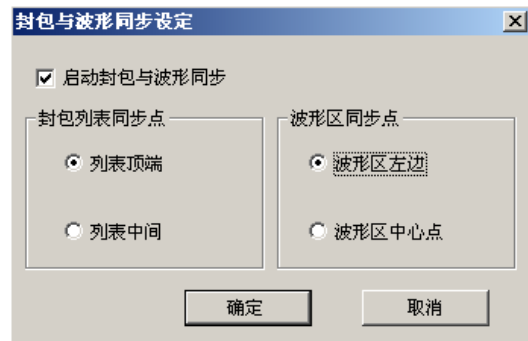 封包与波形同步设定
启动封包与波形同步
封包列表同步点
列表顶端
列表中间
波形区同步点
波形区左边
波形区中心点
确定
取消